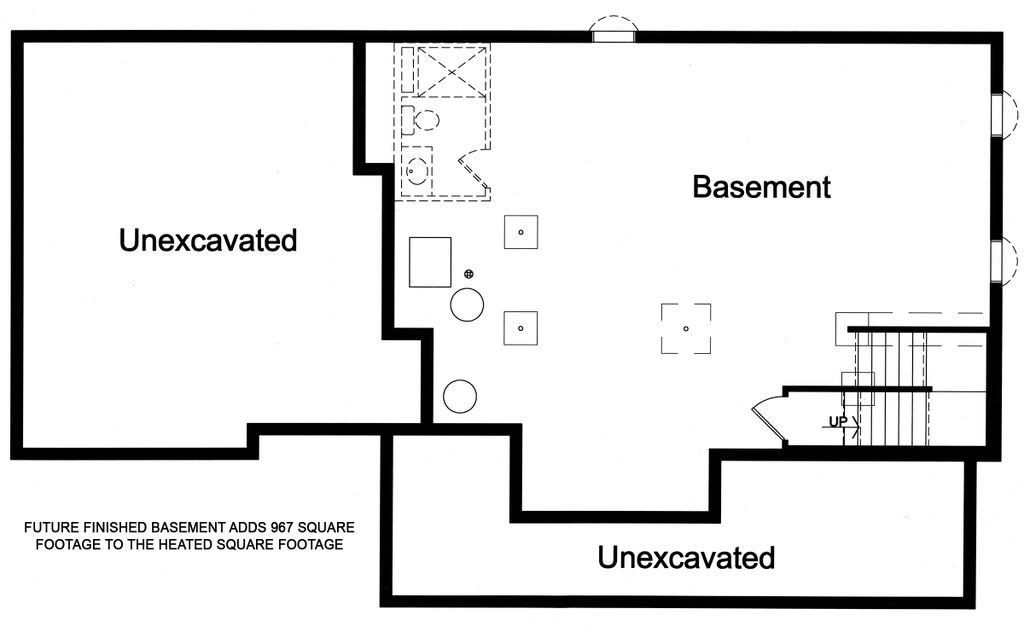 Basement
Unexcavated
UP
FUTURE FINISHED BASEMENT ADDS 967 SQUARE
FOOTAGE TO THE HEATED SQUARE FOOTAGE
Unexcavated